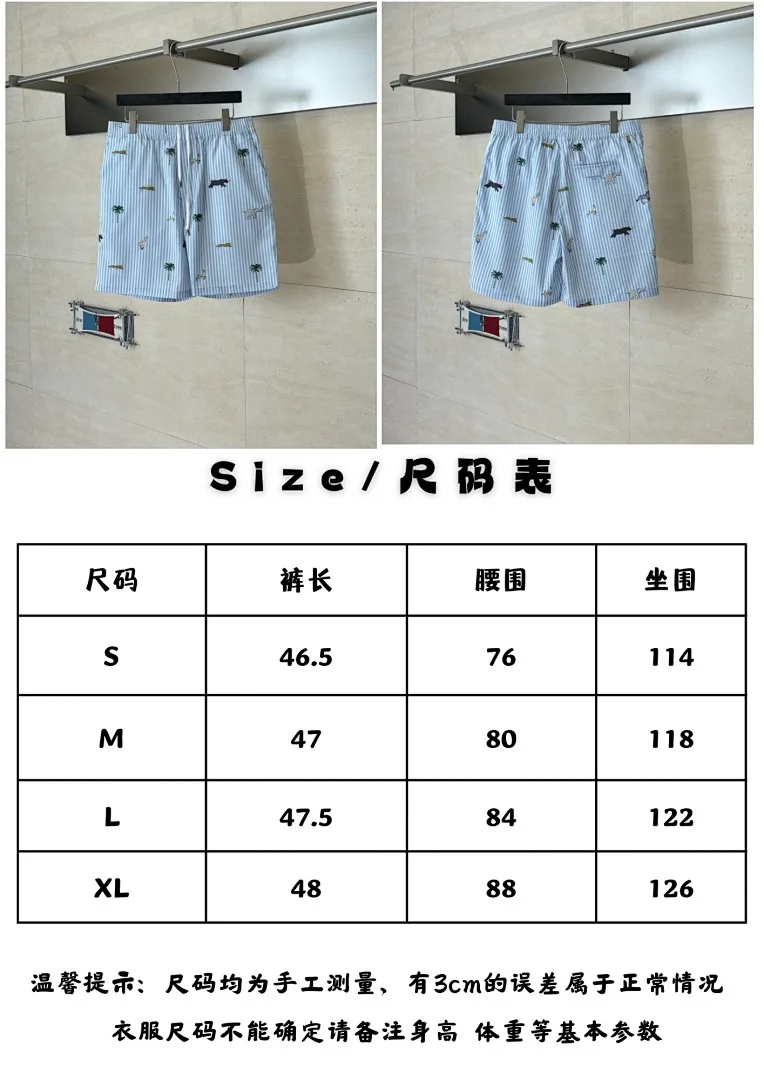 Size/尺码表
尺码 裤长 腰围 坐围
S 46.5 76 114
M 47 80 118
L 47.5 84 122
XL 48 88 126
温馨提示：尺码均为手工测量，有3cm的误差属于正常情况
衣服尺码不能确定请备注身高 体重等基本参数